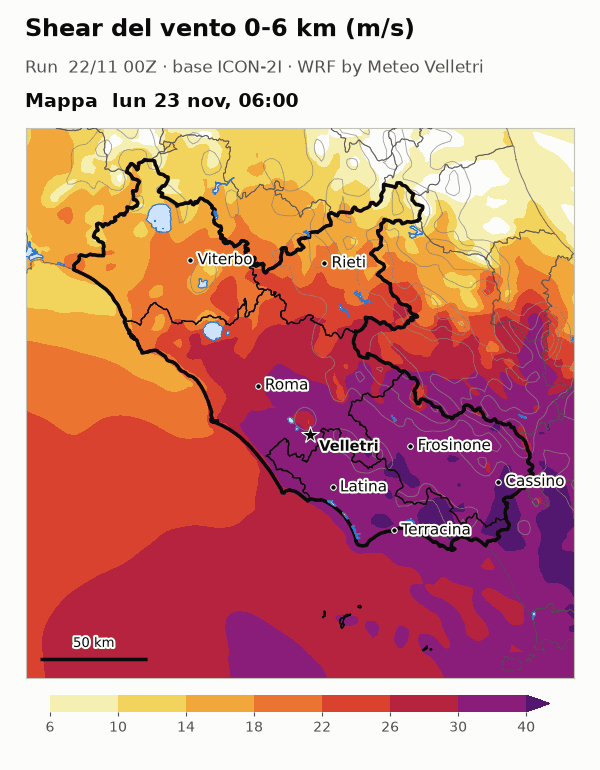 Shear del vento 0-6 km (m/s)
Run  22/11 00Z · base ICON-2I · WRF by Meteo Velletri
Mappa  lun 23 nov, 06:00
Viterbo
Rieti
Roma
Velletri
Frosinone
Latina
Cassino
Terracina
50 km
6 10 14 18 22 26 30 40